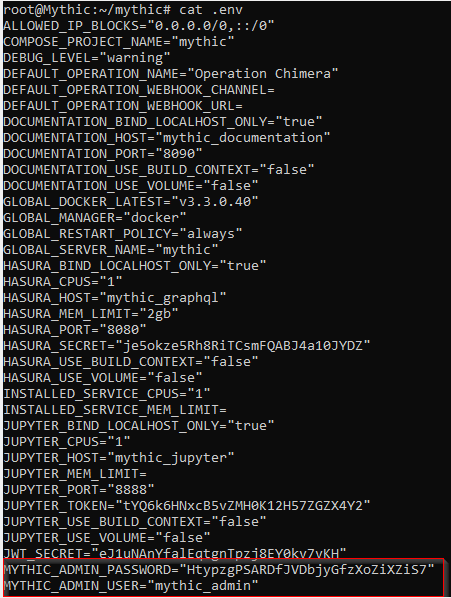 root@Mythic:~/mythic# cat .env
ALLOWED_IP_BLOCKS="0.0.0.0/0,::/0"
COMPOSE_PROJECT_NAME="mythic"
DEBUG_LEVEL="warning"
DEFAULT_OPERATION_NAME="Operation Chimera"
DEFAULT_OPERATION_WEBHOOK_CHANNEL=
DEFAULT_OPERATION_WEBHOOK_URL=
DOCUMENTATION_BIND_LOCALHOST_ONLY="true"
DOCUMENTATION_HOST="mythic_documentation"
DOCUMENTATION_PORT="8090"
DOCUMENTATION_USE_BUILD_CONTEXT="false"
DOCUMENTATION_USE_VOLUME="false"
GLOBAL_DOCKER_LATEST="v3.3.0.40"
GLOBAL_MANAGER="docker"
GLOBAL_RESTART_POLICY="always"
GLOBAL_SERVER_NAME="mythic"
HASURA_BIND_LOCALHOST_ONLY="true"
HASURA_CPUS="1"
HASURA_HOST="mythic_graphql"
HASURA_MEM_LIMIT="2gb"
HASURA_PORT="8080"
HASURA_SECRET="je5okze5Rh8RiTCsmFQABJ4a10JYDZ"
HASURA_USE_BUILD_CONTEXT="false"
HASURA_USE_VOLUME="false"
INSTALLED_SERVICE_CPUS="1"
INSTALLED_SERVICE_MEM_LIMIT=
JUPYTER_BIND_LOCALHOST_ONLY="true"
JUPYTER_CPUS="1"
JUPYTER_HOST="mythic_jupyter"
JUPYTER_MEM_LIMIT=
JUPYTER_PORT="8888"
JUPYTER_TOKEN="tYQ6k6HNxcB5vZMH0K12H57ZGZX4Y2"
JUPYTER_USE_BUILD_CONTEXT="false"
JUPYTER_USE_VOLUME="false"
JWT_SECRET="eJ1uNAnYfalEqtgnTpzj8EY0kv7vKH"
MYTHIC_ADMIN_PASSWORD="HtypzgPSARDfJVDbjyGfzXoZiXZiS7"
MYTHIC_ADMIN_USER="mythic_admin"